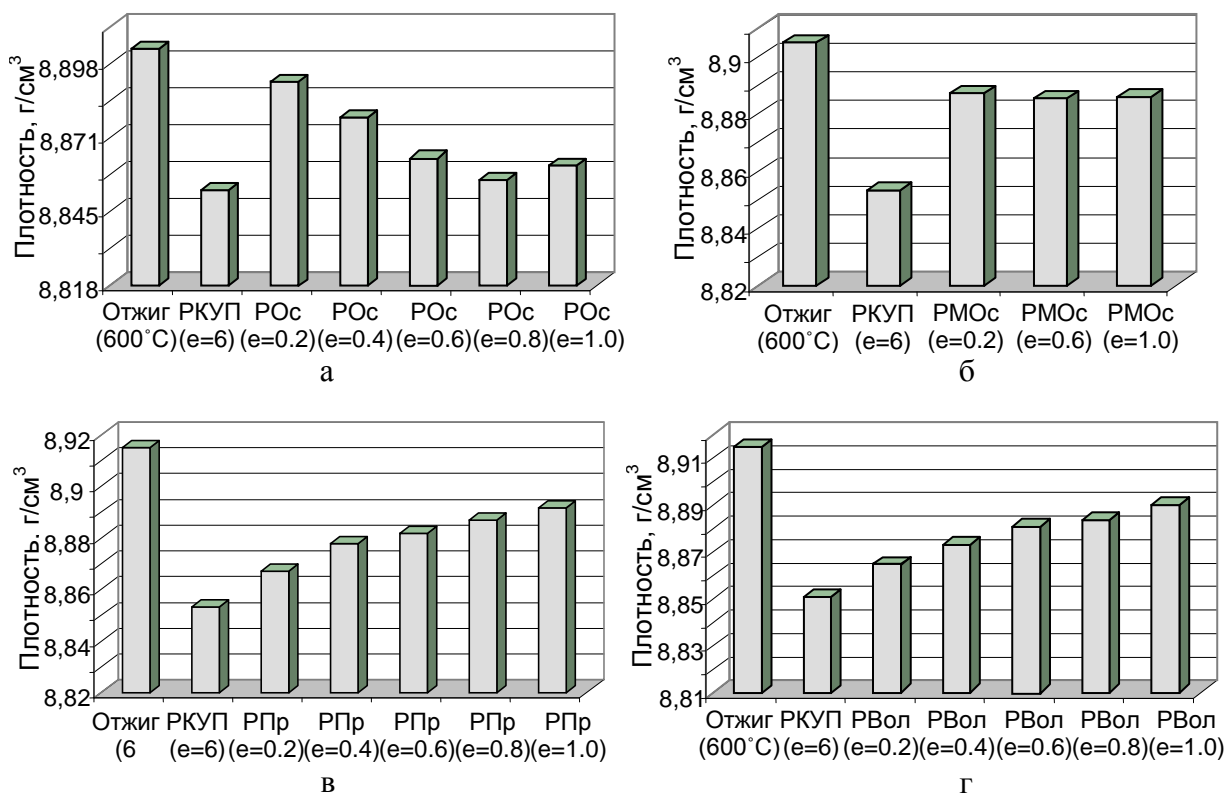 Плотность, г/см³
8,898
8,871
8,845
8,818
Отжиг РКУП РОс РОс РОс РОс РОс
(600˚С) (е=6) (е=0.2) (е=0.4) (е=0.6) (е=0.8) (е=1.0)
а
Плотность, г/см³
8,9
8,88
8,86
8,84
8,82
Отжиг РКУП РМОс РМОс РМОс
(600˚С) (е=6) (е=0.2) (е=0.6) (е=1.0)
б
Плотность. г/см³
8,92
8,9
8,88
8,86
8,84
8,82
Отжиг РКУП РПр РПр РПр РПр РПр
(6 (е=6) (е=0.2) (е=0.4) (е=0.6) (е=0.8) (е=1.0)
в
Плотность, г/см³
8,91
8,89
8,87
8,85
8,83
8,81
Отжиг РКУП РВол РВол РВол РВол РВол
(600˚С) (е=6) (е=0.2) (е=0.4) (е=0.6) (е=0.8) (е=1.0)
г